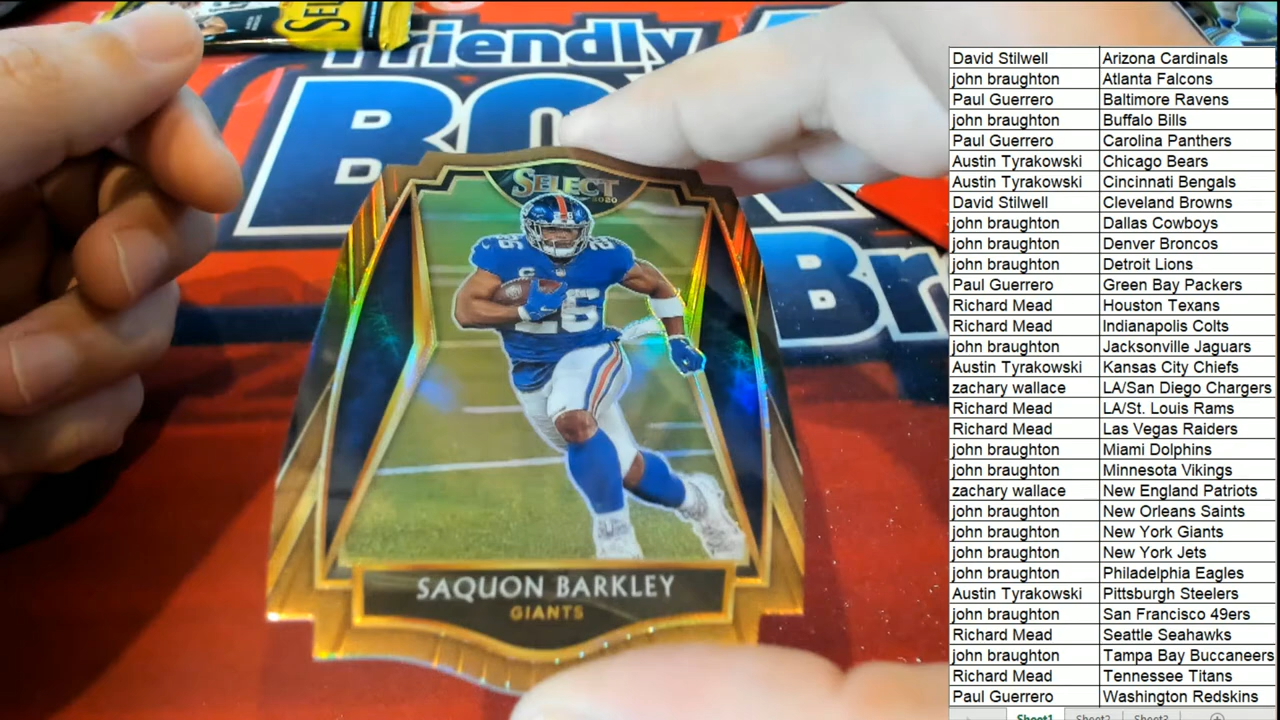 SEL
Friendly
BO
Br
SELECT
2020
26
26
C
26
SAQUON BARKLEY
GIANTS
David Stilwell Arizona Cardinals
john braughton Atlanta Falcons
Paul Guerrero Baltimore Ravens
john braughton Buffalo Bills
Paul Guerrero Carolina Panthers
Austin Tyrakowski Chicago Bears
Austin Tyrakowski Cincinnati Bengals
David Stilwell Cleveland Browns
john braughton Dallas Cowboys
john braughton Denver Broncos
john braughton Detroit Lions
Paul Guerrero Green Bay Packers
Richard Mead Houston Texans
Richard Mead Indianapolis Colts
john braughton Jacksonville Jaguars
Austin Tyrakowski Kansas City Chiefs
zachary wallace LA/San Diego Chargers
Richard Mead LA/St. Louis Rams
Richard Mead Las Vegas Raiders
john braughton Miami Dolphins
john braughton Minnesota Vikings
zachary wallace New England Patriots
john braughton New Orleans Saints
john braughton New York Giants
john braughton New York Jets
john braughton Philadelphia Eagles
Austin Tyrakowski Pittsburgh Steelers
john braughton San Francisco 49ers
Richard Mead Seattle Seahawks
john braughton Tampa Bay Buccaneers
Richard Mead Tennessee Titans
Paul Guerrero Washington Redskins
Sheet1 Sheet2 Sheet3